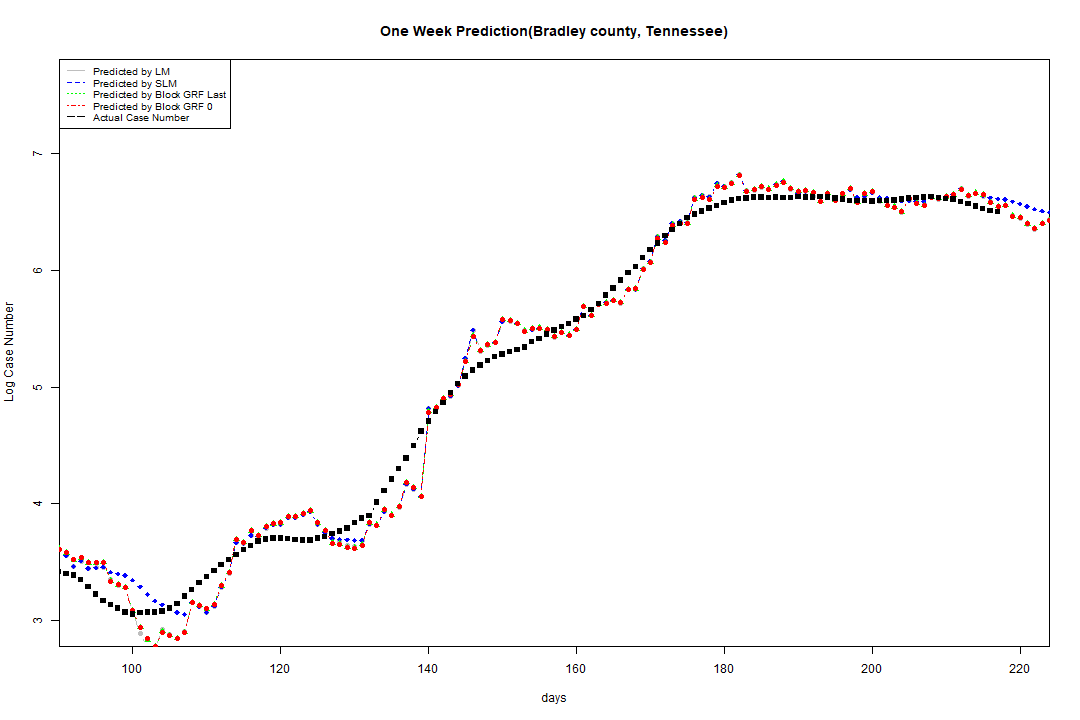 One Week Prediction(Bradley county, Tennessee)
Predicted by LM
Predicted by SLM
Predicted by Block GRF Last
Predicted by Block GRF 0
Actual Case Number
7
6
5
4
3
Log Case Number
100 120 140 160 180 200 220
days